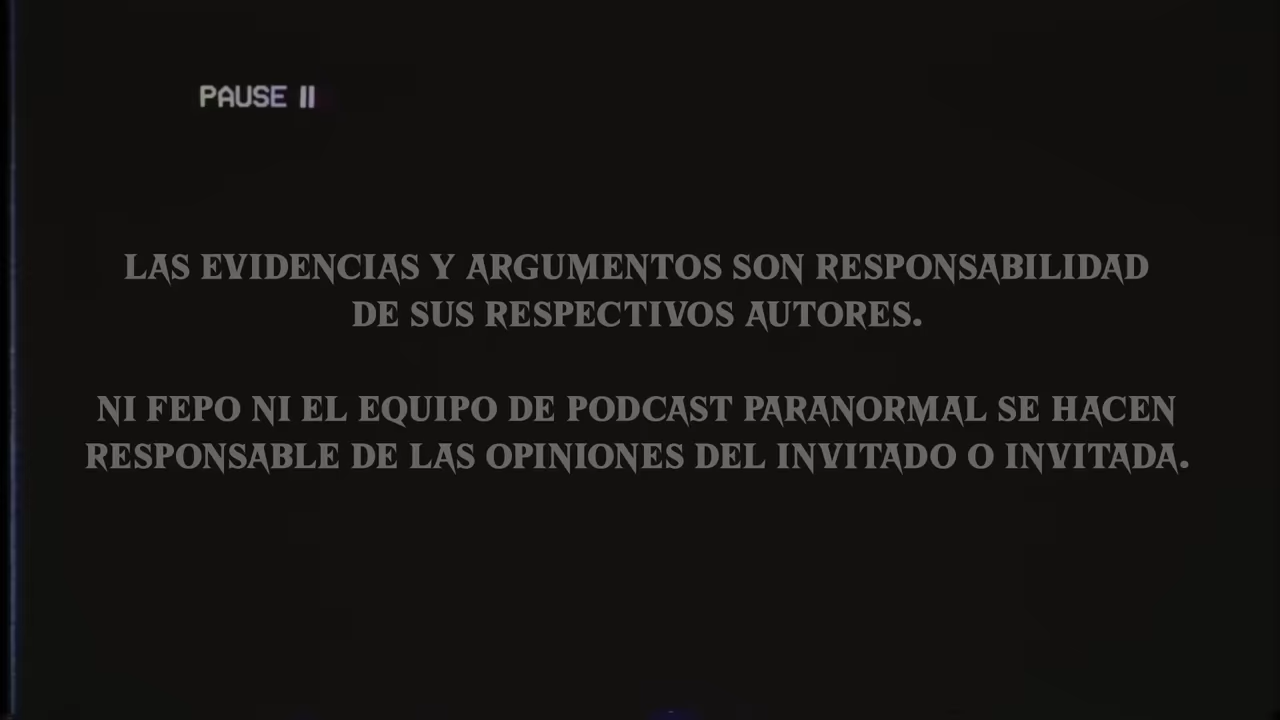 PAUSE II
LAS EVIDENCIAS Y ARGUMENTOS SON RESPONSABILIDAD
DE SUS RESPECTIVOS AUTORES.
NI FEPO NI EL EQUIPO DE PODCAST PARANORMAL SE HACEN
RESPONSABLE DE LAS OPINIONES DEL INVITADO O INVITADA.